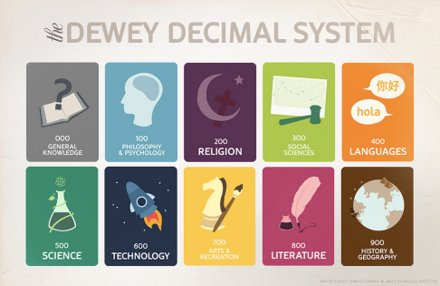 the DEWEY DECIMAL SYSTEM
000
GENERAL
KNOWLEDGE
100
PHILOSOPHY
& PSYCHOLOGY
200
RELIGION
300
SOCIAL
SCIENCES
你好
hola
400
LANGUAGES
500
SCIENCE
600
TECHNOLOGY
700
ARTS &
RECREATION
800
LITERATURE
900
HISTORY &
GEOGRAPHY